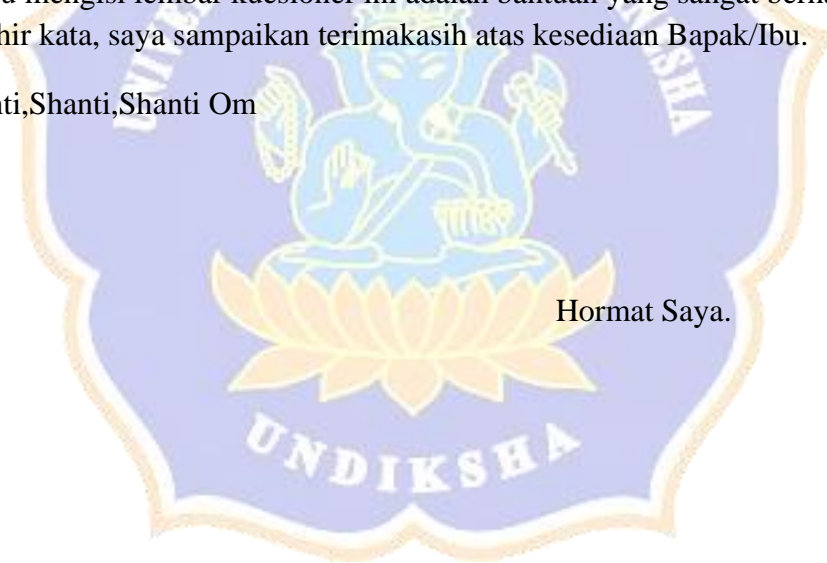 mengisi lembar kuesioner ini adalah bantuan yang sangat
hir kata, saya sampaikan terimakasih atas kesediaan Bapak/Ibu.
ti,Shanti,Shanti Om
Hormat Saya.
UNDIKSHA